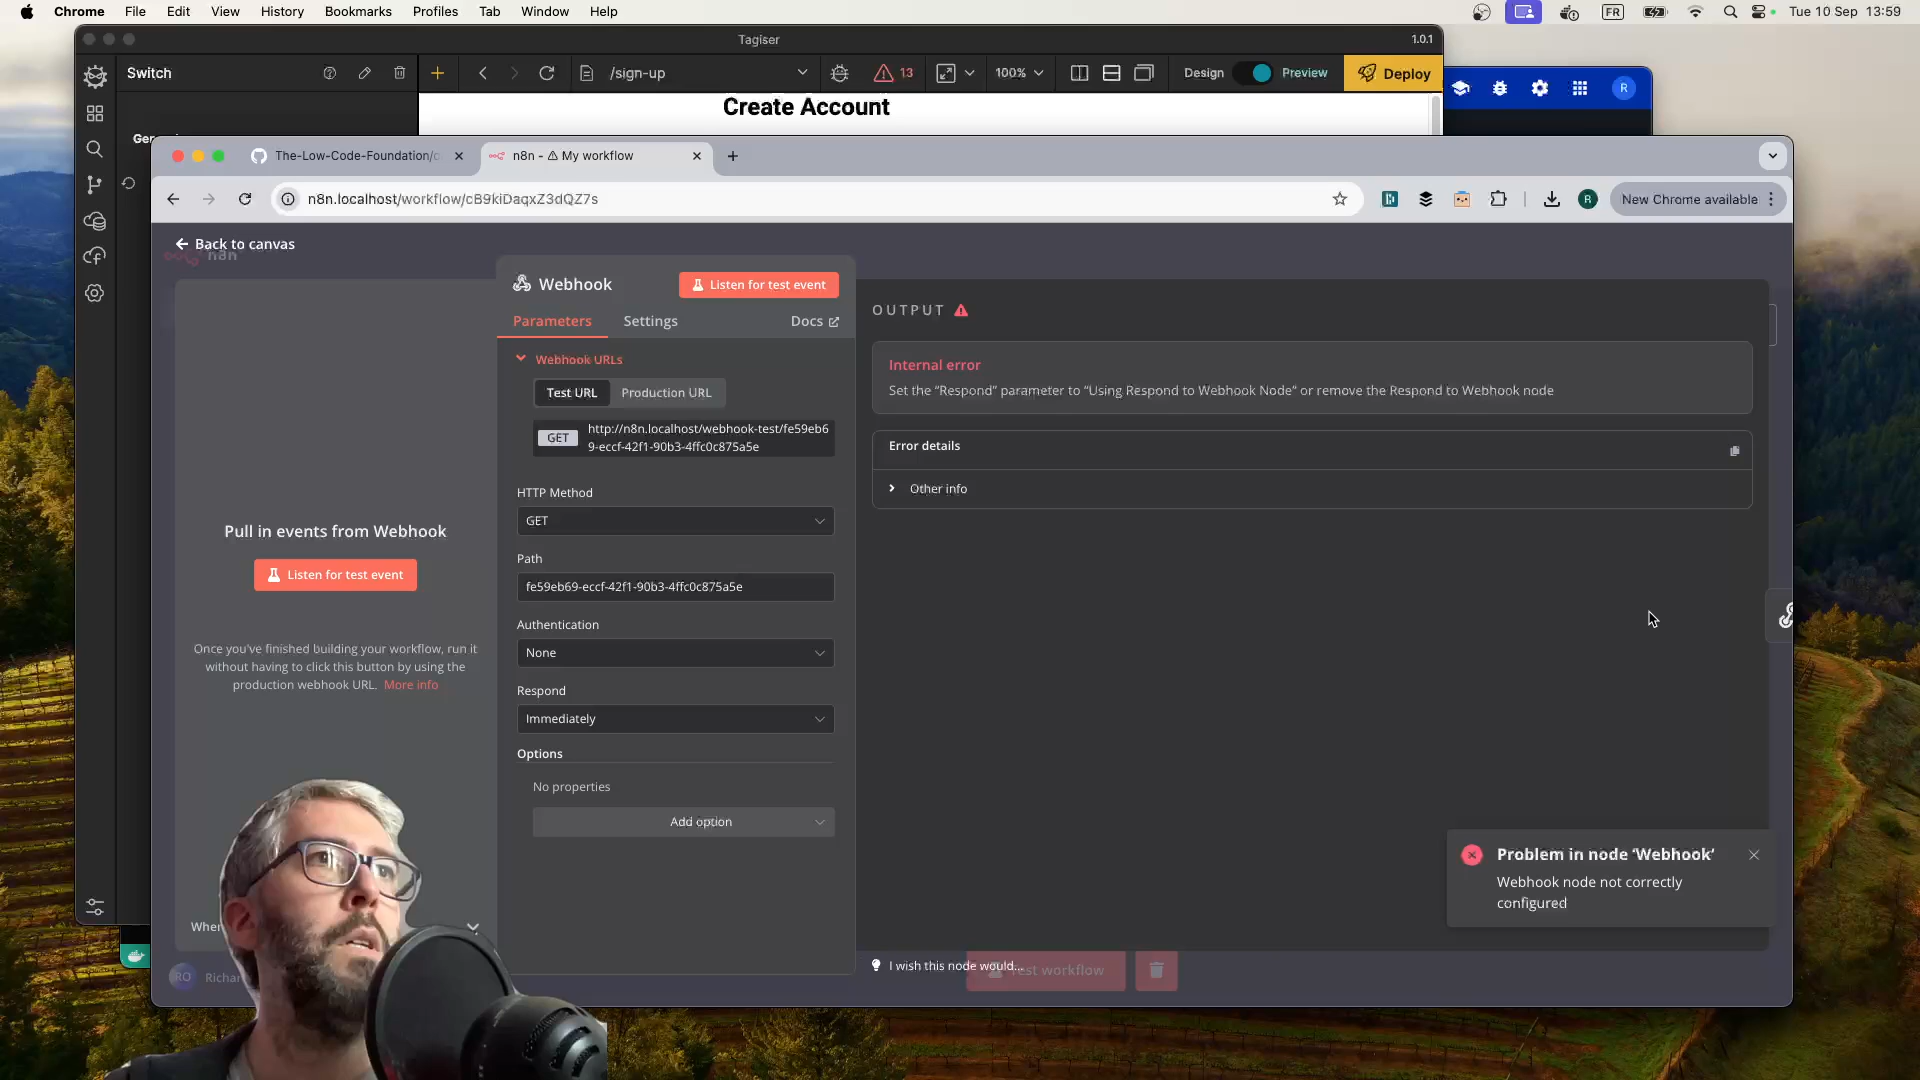 Chrome File Edit View History Bookmarks Profiles Tab Window Help
FR Tue 10 Sep 13:59
Tagiser 1.0.1
Switch
/sign-up 13 100% Design Preview Deploy
R
Create Account
The-Low-Code-Foundation/
n8n - ⚠ My workflow
n8n.localhost/workflow/cB9kiDaqxZ3dQZ7s
R New Chrome available
Back to canvas
n8n
Webhook Listen for test event
Parameters Settings Docs
Webhook URLs
Test URL Production URL
GET http://n8n.localhost/webhook-test/fe59eb6
9-eccf-42f1-90b3-4ffc0c875a5e
HTTP Method
GET
Path
fe59eb69-eccf-42f1-90b3-4ffc0c875a5e
Authentication
None
Respond
Immediately
Options
No properties
Add option
Pull in events from Webhook
Listen for test event
Once you've finished building your workflow, run it
without having to click this button by using the
production webhook URL. More info
OUTPUT
Internal error
Set the “Respond” parameter to “Using Respond to Webhook Node” or remove the Respond to Webhook node
Error details
Other info
Problem in node ‘Webhook’
Webhook node not correctly
configured
I wish this node would...
Test workflow
RO